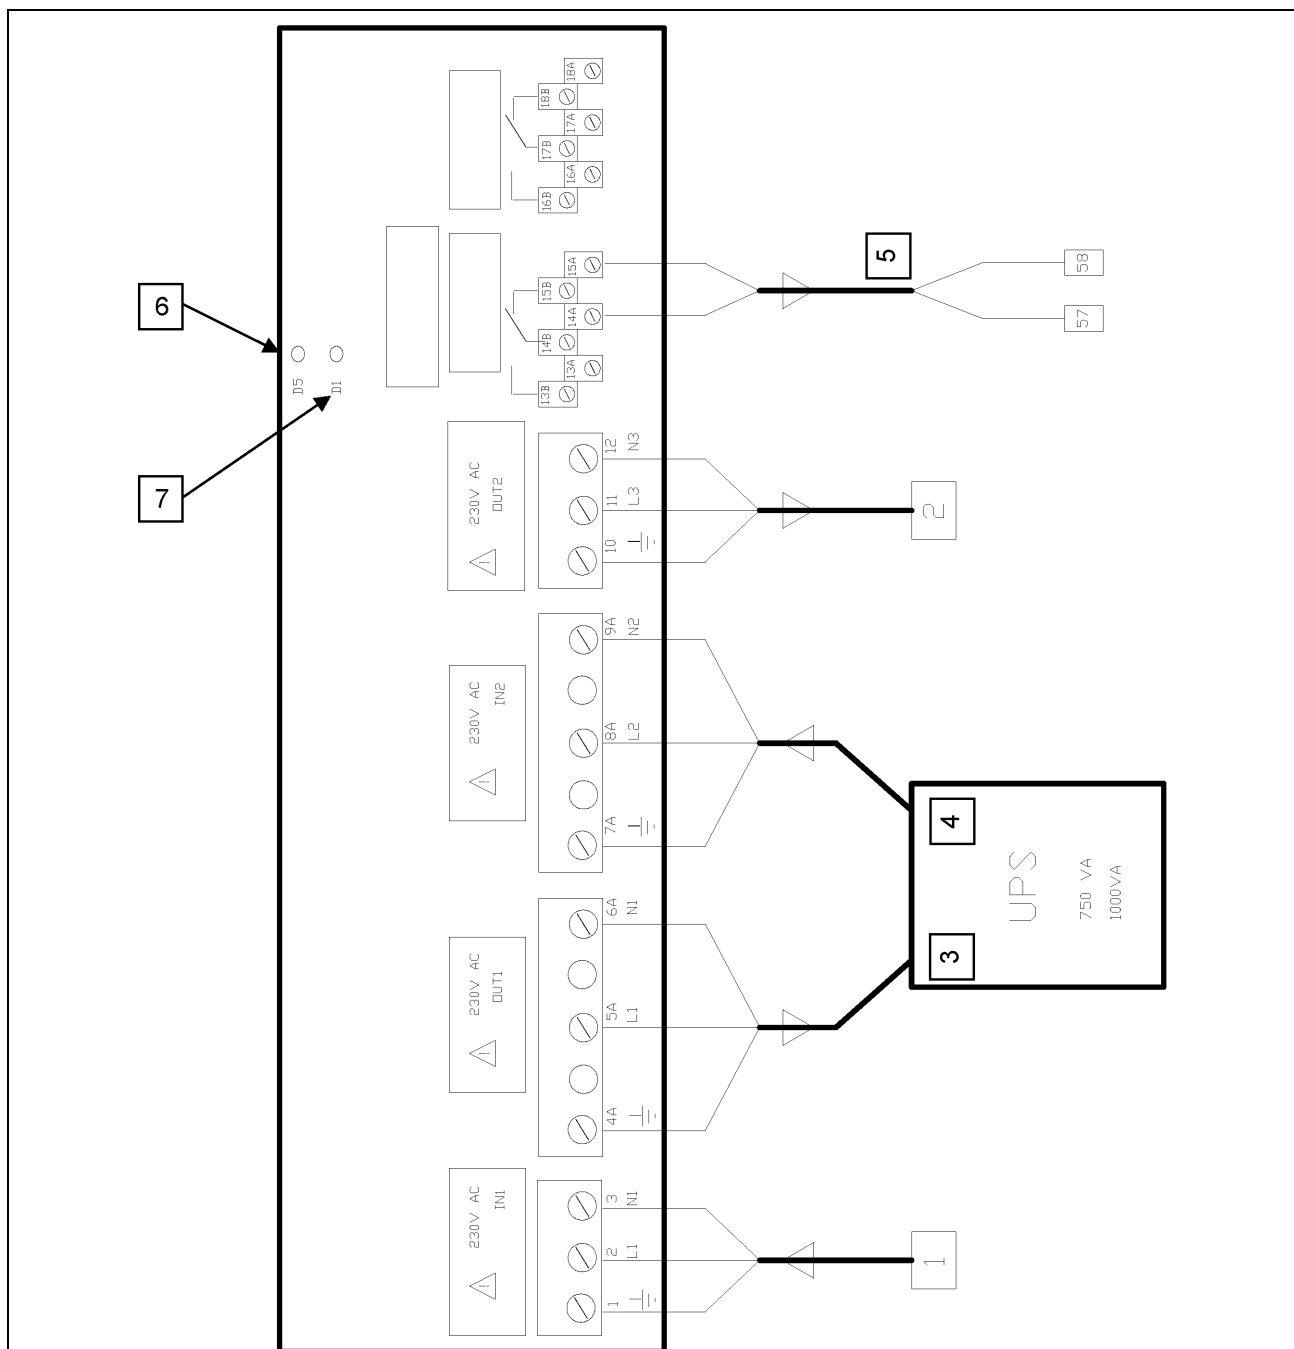 18A
18B
17A
17B
16A
16B
15A
15B
14A
14B
13A
13B
5
58
57
6
7
D5
D1
230V AC
OUT2
12 N3
11 L3
10
2
230V AC
IN2
9A N2
8A L2
7A
4
3
UPS
750 VA
1000VA
230V AC
OUT1
6A N1
5A L1
4A
230V AC
IN1
3 N1
2 L1
1
1